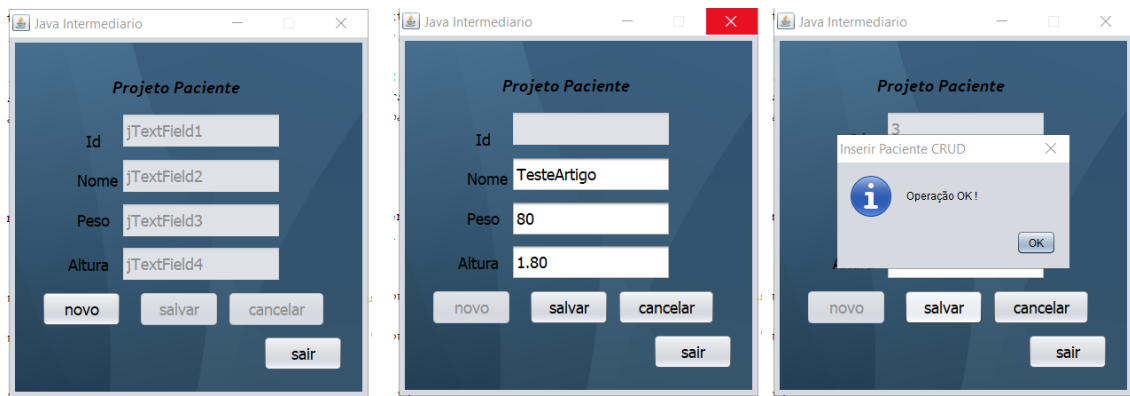 Java Intermediario
Projeto Paciente
Id jTextField1
Nome jTextField2
Peso jTextField3
Altura jTextField4
novo salvar cancelar
sair
Java Intermediario
Projeto Paciente
Id
Nome TesteArtigo
Peso 80
Altura 1.80
novo salvar cancelar
sair
Java Intermediario
Projeto Paciente
3
Inserir Paciente CRUD
Operação OK !
OK
novo salvar cancelar
sair